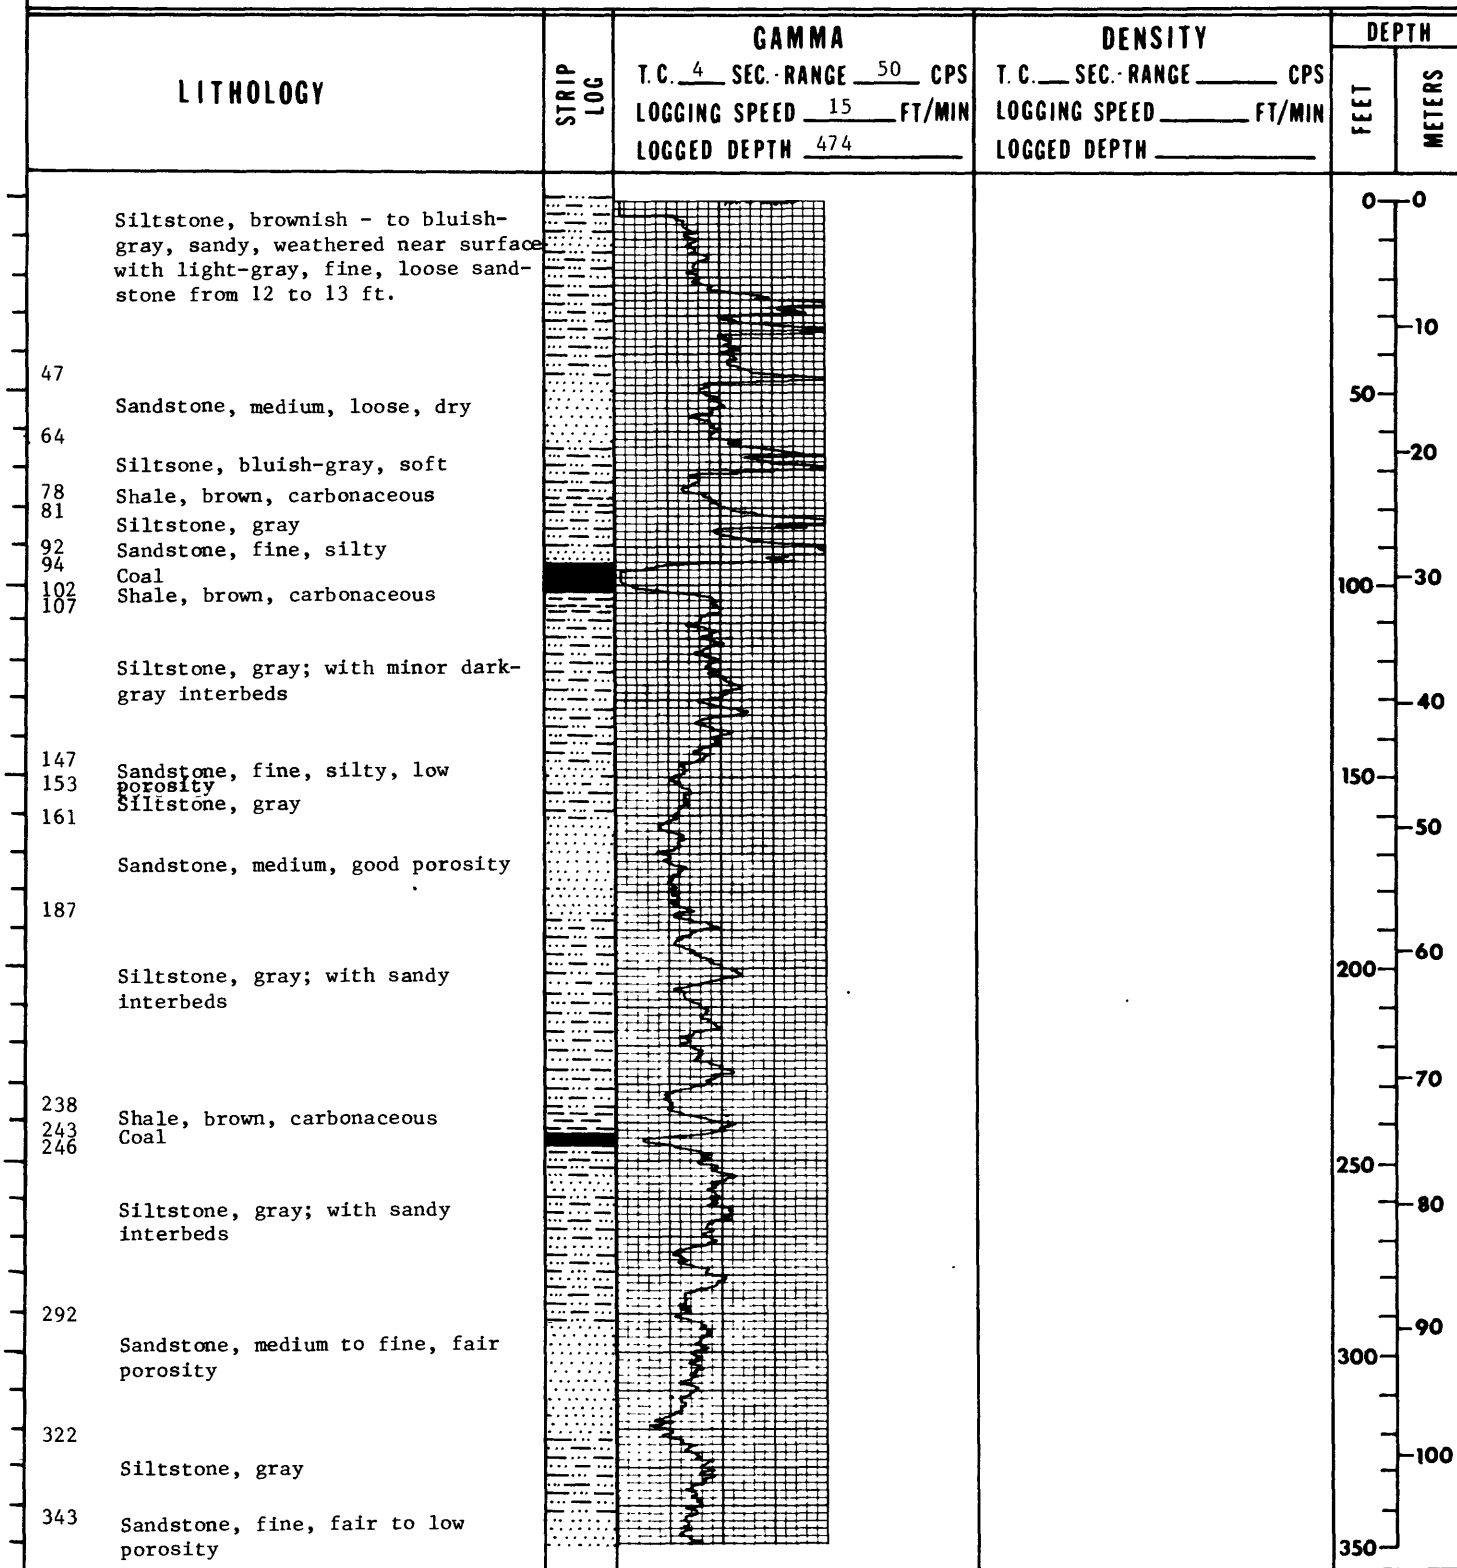 LITHOLOGY
STRIP LOG
GAMMA
T.C. 4 SEC.·RANGE 50 CPS
LOGGING SPEED 15 FT/MIN
LOGGED DEPTH 474
DENSITY
T.C. SEC.·RANGE CPS
LOGGING SPEED FT/MIN
LOGGED DEPTH
DEPTH
FEET
METERS
Siltstone, brownish - to bluish-
gray, sandy, weathered near surface
with light-gray, fine, loose sand-
stone from 12 to 13 ft.
47
Sandstone, medium, loose, dry
64
Siltsone, bluish-gray, soft
78
Shale, brown, carbonaceous
81
Siltstone, gray
92
Sandstone, fine, silty
94
Coal
102
Shale, brown, carbonaceous
107
Siltstone, gray; with minor dark-
gray interbeds
147
Sandstone, fine, silty, low
153 porosity
Siltstone, gray
161
Sandstone, medium, good porosity
187
Siltstone, gray; with sandy
interbeds
238
Shale, brown, carbonaceous
243
Coal
246
Siltstone, gray; with sandy
interbeds
292
Sandstone, medium to fine, fair
porosity
322
Siltstone, gray
343
Sandstone, fine, fair to low
porosity
0
50
100
150
200
250
300
350
0
10
20
30
40
50
60
70
80
90
100